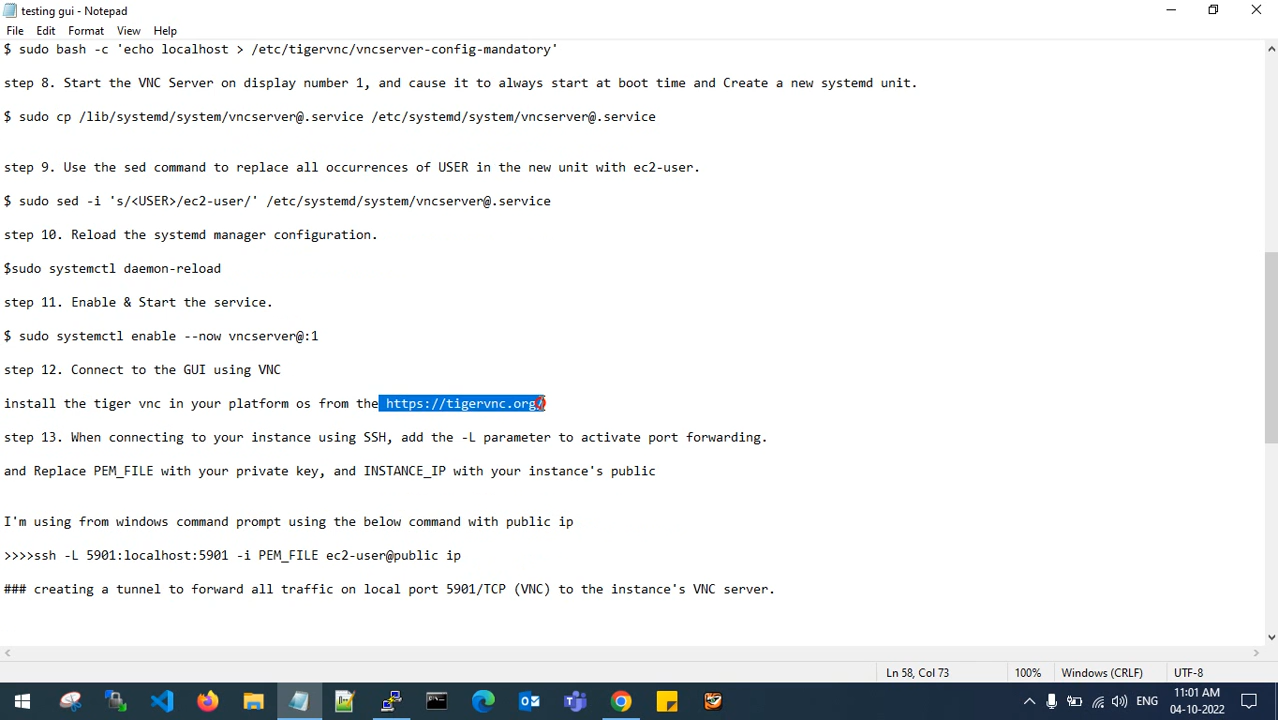 testing gui - Notepad
File Edit Format View Help
$ sudo bash -c 'echo localhost > /etc/tigervnc/vncserver-config-mandatory'
step 8. Start the VNC Server on display number 1, and cause it to always start at boot time and Create a new systemd unit.
$ sudo cp /lib/systemd/system/vncserver@.service /etc/systemd/system/vncserver@.service
step 9. Use the sed command to replace all occurrences of USER in the new unit with ec2-user.
$ sudo sed -i 's/<USER>/ec2-user/' /etc/systemd/system/vncserver@.service
step 10. Reload the systemd manager configuration.
$sudo systemctl daemon-reload
step 11. Enable & Start the service.
$ sudo systemctl enable --now vncserver@:1
step 12. Connect to the GUI using VNC
install the tiger vnc in your platform os from the https://tigervnc.org/
step 13. When connecting to your instance using SSH, add the -L parameter to activate port forwarding.
and Replace PEM_FILE with your private key, and INSTANCE_IP with your instance's public
I'm using from windows command prompt using the below command with public ip
>>>>ssh -L 5901:localhost:5901 -i PEM_FILE ec2-user@public ip
### creating a tunnel to forward all traffic on local port 5901/TCP (VNC) to the instance's VNC server.
Ln 58, Col 73 100% Windows (CRLF) UTF-8
ENG 11:01 AM
04-10-2022